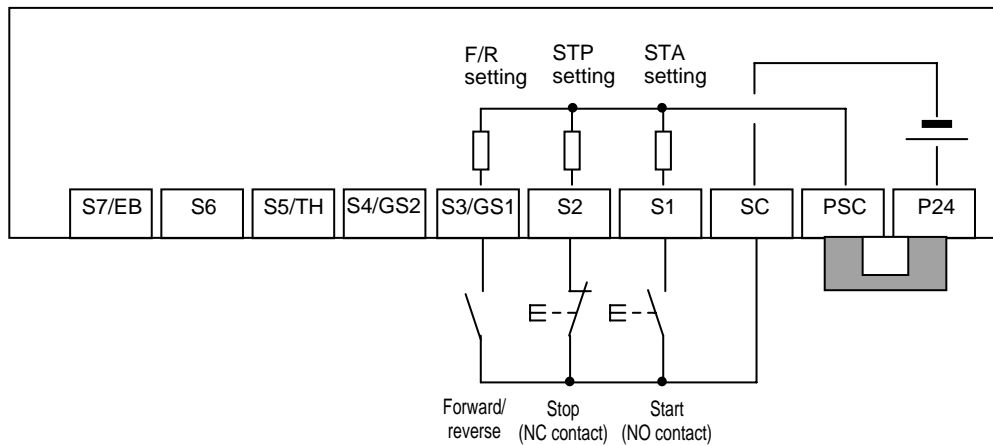 F/R
setting
STP
setting
STA
setting
S7/EB
S6
S5/TH
S4/GS2
S3/GS1
S2
S1
SC
PSC
P24
Forward/
reverse
Stop
(NC contact)
Start
(NO contact)